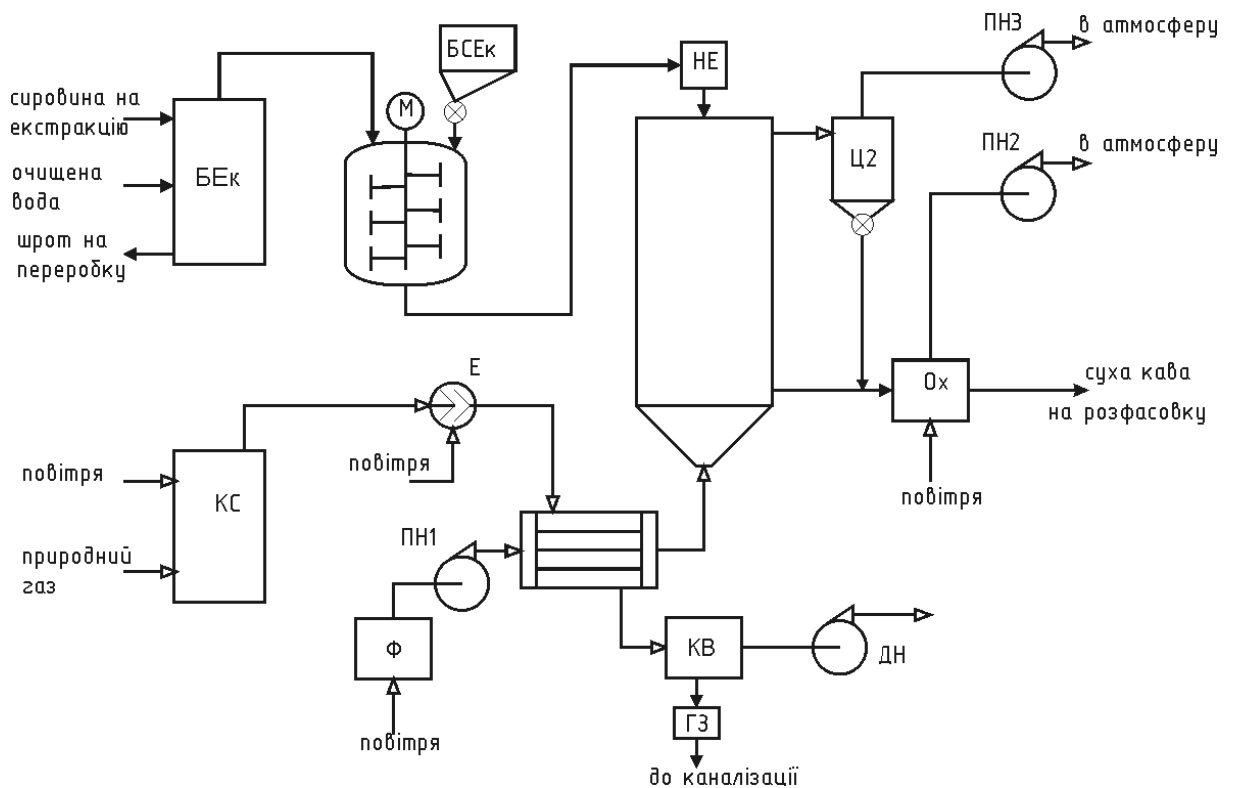 ПН3
в атмосферу
БСЕк
НЕ
сировина на
екстракцію
М
ПН2
в атмосферу
Ц2
очищена
вода
БЕк
шрот на
переробку
Е
Ох
суха кава
на розфасовку
повітря
повітря
повітря
КС
ПН1
природний
газ
Ф
КВ
ДН
ГЗ
повітря
до каналізації